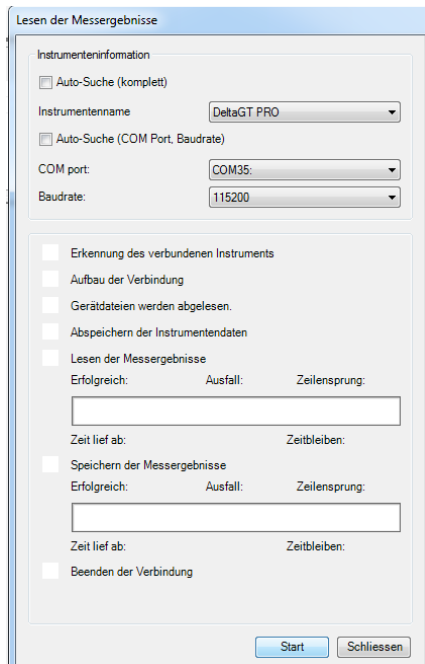 Lesen der Messergebnisse
Instrumenteninformation
Auto-Suche (komplett)
Instrumentenname DeltaGT PRO
Auto-Suche (COM Port, Baudrate)
COM port: COM35:
Baudrate: 115200
Erkennung des verbundenen Instruments
Aufbau der Verbindung
Gerätdateien werden abgelesen.
Abspeichern der Instrumentendaten
Lesen der Messergebnisse
Erfolgreich: Ausfall: Zeilensprung:
Zeit lief ab: Zeitbleiben:
Speichern der Messergebnisse
Erfolgreich: Ausfall: Zeilensprung:
Zeit lief ab: Zeitbleiben:
Beenden der Verbindung
Start Schliessen